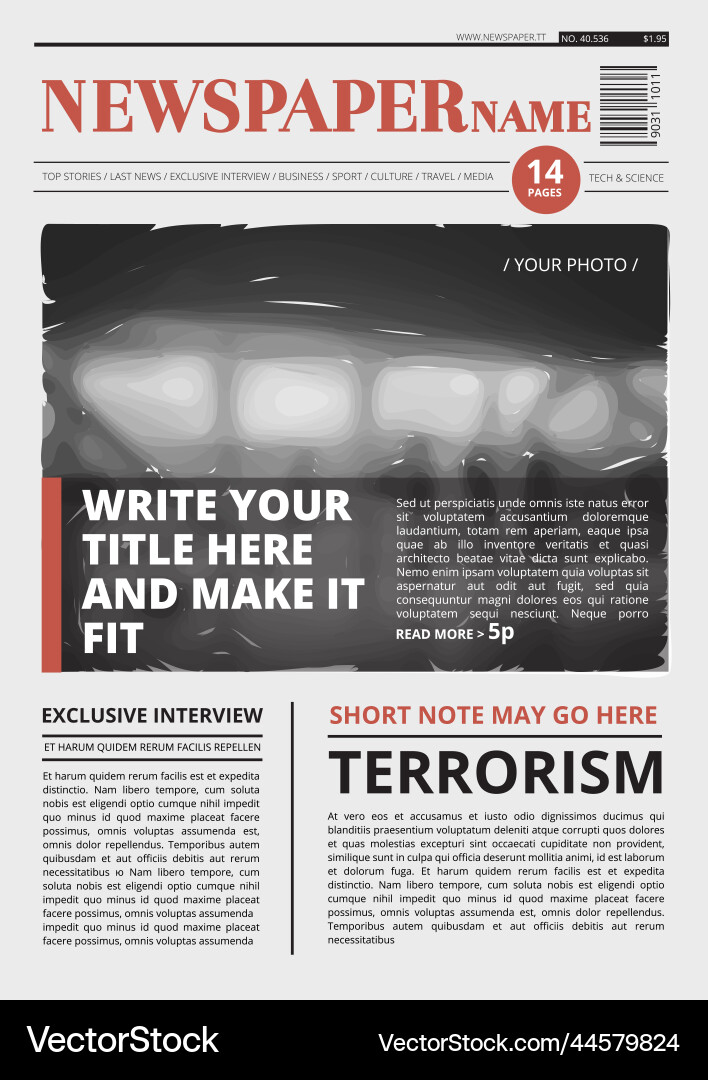 WWW.NEWSPAPER.TT NO. 40.536 $1.95
NEWSPAPERNAME
9031 1011
TOP STORIES / LAST NEWS / EXCLUSIVE INTERVIEW / BUSINESS / SPORT / CULTURE / TRAVEL / MEDIA
14
PAGES
TECH & SCIENCE
/ YOUR PHOTO /
WRITE YOUR
TITLE HERE
AND MAKE IT
FIT
Sed ut perspiciatis unde omnis iste natus error
sit voluptatem accusantium doloremque
laudantium, totam rem aperiam, eaque ipsa
quae ab illo inventore veritatis et quasi
architecto beatae vitae dicta sunt explicabo.
Nemo enim ipsam voluptatem quia voluptas sit
aspernatur aut odit aut fugit, sed quia
consequuntur magni dolores eos qui ratione
voluptatem sequi nesciunt. Neque porro
READ MORE > 5p
EXCLUSIVE INTERVIEW
ET HARUM QUIDEM RERUM FACILIS REPELLEN
Et harum quidem rerum facilis est et expedita
distinctio. Nam libero tempore, cum soluta
nobis est eligendi optio cumque nihil impedit
quo minus id quod maxime placeat facere
possimus, omnis voluptas assumenda est,
omnis dolor repellendus. Temporibus autem
quibusdam et aut officiis debitis aut rerum
necessitatibus ю Nam libero tempore, cum
soluta nobis est eligendi optio cumque nihil
impedit quo minus id quod maxime placeat
facere possimus, omnis voluptas assumenda
impedit quo minus id quod maxime placeat
facere possimus, omnis voluptas assumenda
SHORT NOTE MAY GO HERE
TERRORISM
At vero eos et accusamus et iusto odio dignissimos ducimus qui
blanditiis praesentium voluptatum deleniti atque corrupti quos dolores
et quas molestias excepturi sint occaecati cupiditate non provident,
similique sunt in culpa qui officia deserunt mollitia animi, id est laborum
et dolorum fuga. Et harum quidem rerum facilis est et expedita
distinctio. Nam libero tempore, cum soluta nobis est eligendi optio
cumque nihil impedit quo minus id quod maxime placeat facere
possimus, omnis voluptas assumenda est, omnis dolor repellendus.
Temporibus autem quibusdam et aut officiis debitis aut rerum
necessitatibus
VectorStock
VectorStock.com/44579824